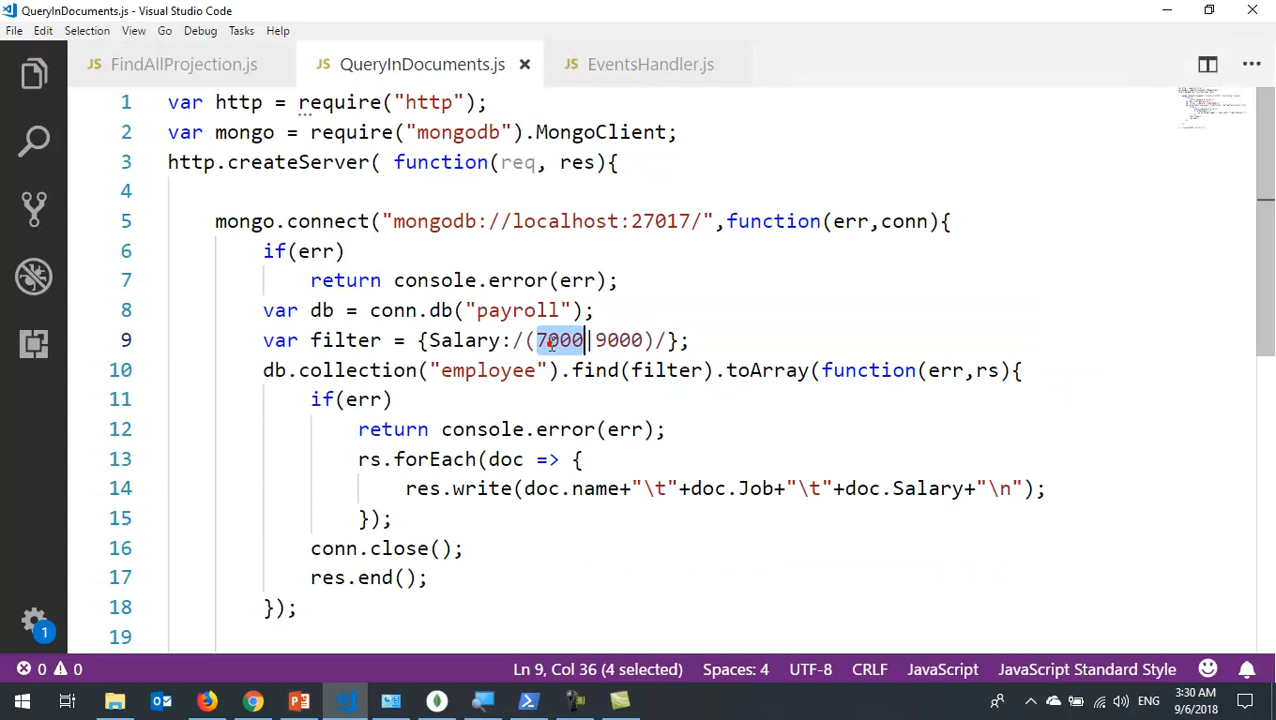 QueryInDocuments.js - Visual Studio Code
File Edit Selection View Go Debug Tasks Help
JS FindAllProjection.js JS QueryInDocuments.js JS EventsHandler.js
1 var http = require("http");
2 var mongo = require("mongodb").MongoClient;
3 http.createServer( function(req, res){
4
5 mongo.connect("mongodb://localhost:27017/",function(err,conn){
6 if(err)
7 return console.error(err);
8 var db = conn.db("payroll");
9 var filter = {Salary:/(7000|9000)/};
10 db.collection("employee").find(filter).toArray(function(err,rs){
11 if(err)
12 return console.error(err);
13 rs.forEach(doc => {
14 res.write(doc.name+"\t"+doc.Job+"\t"+doc.Salary+"\n");
15 });
16 conn.close();
17 res.end();
18 });
19
1
0 0 Ln 9, Col 36 (4 selected) Spaces: 4 UTF-8 CRLF JavaScript JavaScript Standard Style
ENG 3:30 AM
9/6/2018